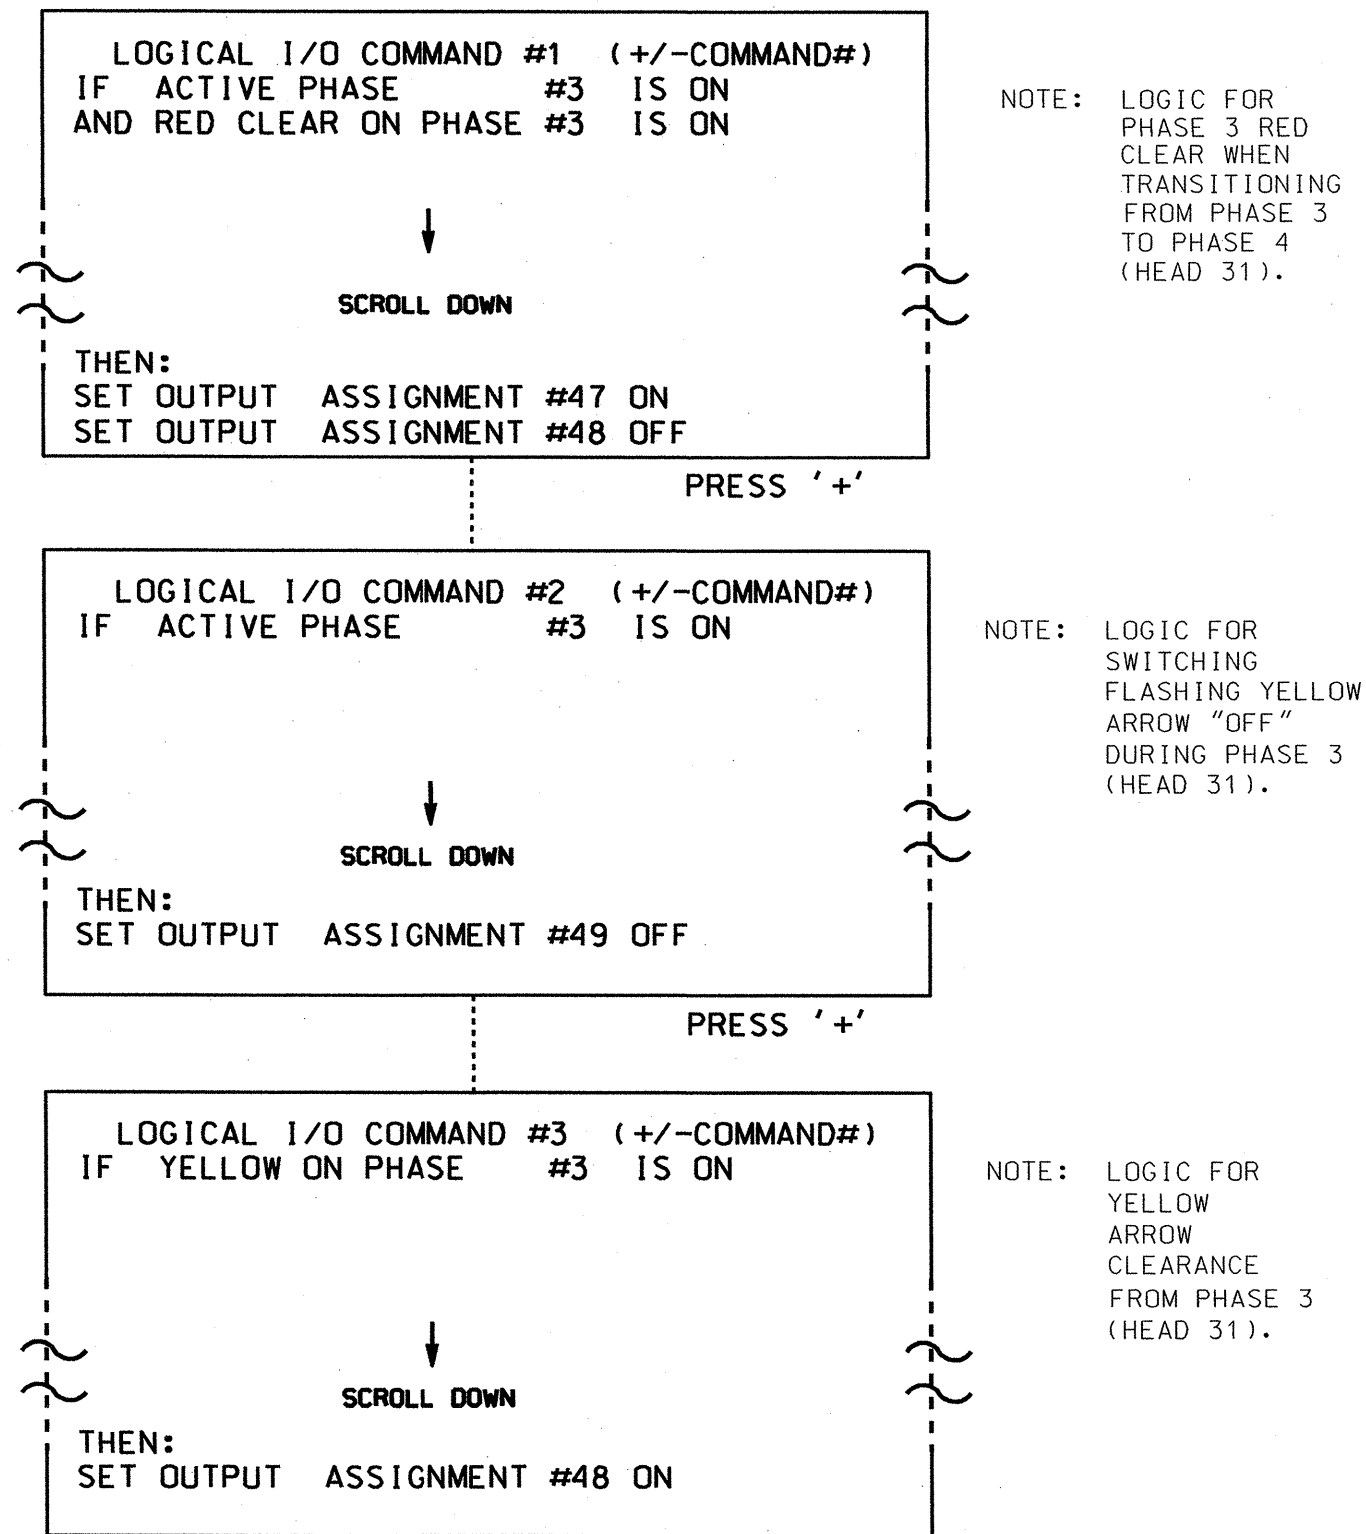 LOGICAL I/O COMMAND #1 (+/-COMMAND#)
IF ACTIVE PHASE #3 IS ON
AND RED CLEAR ON PHASE #3 IS ON
SCROLL DOWN
THEN:
SET OUTPUT ASSIGNMENT #47 ON
SET OUTPUT ASSIGNMENT #48 OFF
NOTE: LOGIC FOR
PHASE 3 RED
CLEAR WHEN
TRANSITIONING
FROM PHASE 3
TO PHASE 4
(HEAD 31).
PRESS '+'
LOGICAL I/O COMMAND #2 (+/-COMMAND#)
IF ACTIVE PHASE #3 IS ON
SCROLL DOWN
THEN:
SET OUTPUT ASSIGNMENT #49 OFF
NOTE: LOGIC FOR
SWITCHING
FLASHING YELLOW
ARROW "OFF"
DURING PHASE 3
(HEAD 31).
PRESS '+'
LOGICAL I/O COMMAND #3 (+/-COMMAND#)
IF YELLOW ON PHASE #3 IS ON
SCROLL DOWN
THEN:
SET OUTPUT ASSIGNMENT #48 ON
NOTE: LOGIC FOR
YELLOW
ARROW
CLEARANCE
FROM PHASE 3
(HEAD 31).